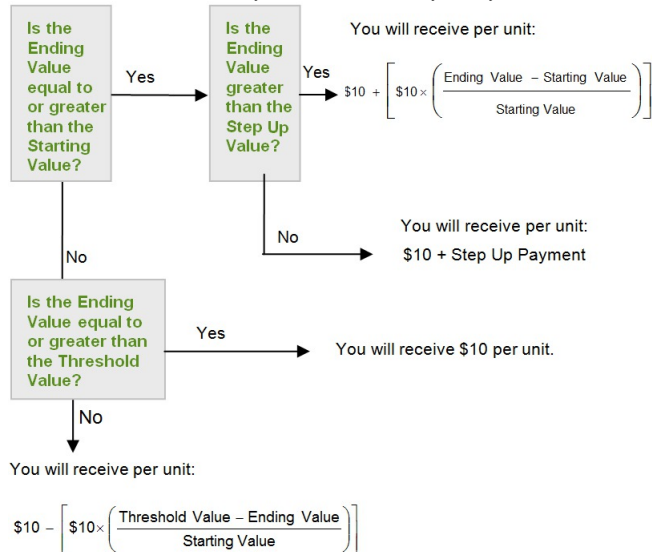 Is the
Ending
Value
equal to
or greater
than the
Starting
Value?
Yes
Is the
Ending
Value
greater
than the
Step Up
Value?
Yes
You will receive per unit:
$10 + [ $10 × ( Ending Value – Starting Value
Starting Value ) ]
No
You will receive per unit:
$10 + Step Up Payment
No
Is the Ending
Value equal to
or greater than
the Threshold
Value?
Yes
You will receive $10 per unit.
No
You will receive per unit:
$10 – [ $10× ( Threshold Value – Ending Value
Starting Value ) ]